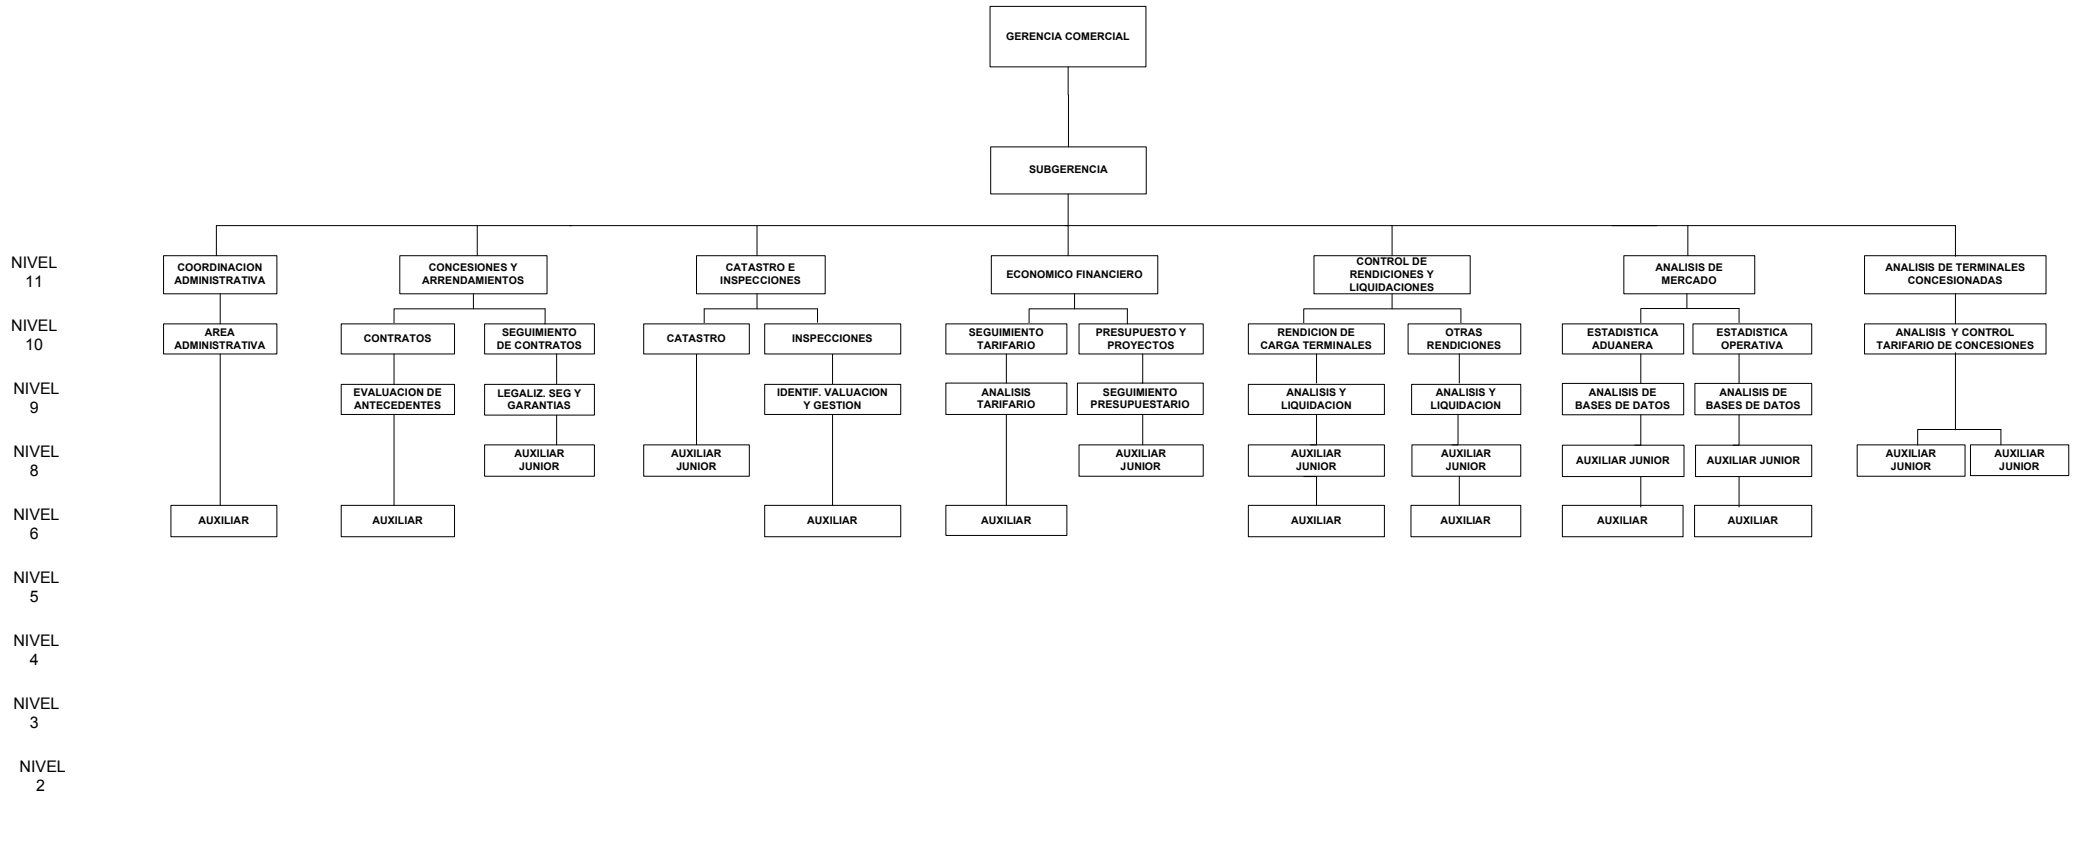 GERENCIA COMERCIAL
SUBGERENCIA
NIVEL
11
COORDINACION
ADMINISTRATIVA
CONCESIONES Y
ARRENDAMIENTOS
CATASTRO E
INSPECCIONES
ECONOMICO FINANCIERO
CONTROL DE
RENDICIONES Y
LIQUIDACIONES
ANALISIS DE
MERCADO
ANALISIS DE TERMINALES
CONCESIONADAS
NIVEL
10
AREA
ADMINISTRATIVA
CONTRATOS
SEGUIMIENTO
DE CONTRATOS
CATASTRO
INSPECCIONES
SEGUIMIENTO
TARIFARIO
PRESUPUESTO Y
PROYECTOS
RENDICION DE
CARGA TERMINALES
OTRAS
RENDICIONES
ESTADISTICA
ADUANERA
ESTADISTICA
OPERATIVA
ANALISIS Y CONTROL
TARIFARIO DE CONCESIONES
NIVEL
9
EVALUACION DE
ANTECEDENTES
LEGALIZ. SEG Y
GARANTIAS
IDENTIF. VALUACION
Y GESTION
ANALISIS
TARIFARIO
SEGUIMIENTO
PRESUPUESTARIO
ANALISIS Y
LIQUIDACION
ANALISIS Y
LIQUIDACION
ANALISIS DE
BASES DE DATOS
ANALISIS DE
BASES DE DATOS
NIVEL
8
AUXILIAR
JUNIOR
AUXILIAR
JUNIOR
AUXILIAR
JUNIOR
AUXILIAR
JUNIOR
AUXILIAR
JUNIOR
AUXILIAR JUNIOR
AUXILIAR JUNIOR
AUXILIAR
JUNIOR
AUXILIAR
JUNIOR
NIVEL
6
AUXILIAR
AUXILIAR
AUXILIAR
AUXILIAR
AUXILIAR
AUXILIAR
AUXILIAR
AUXILIAR
NIVEL
5
NIVEL
4
NIVEL
3
NIVEL
2